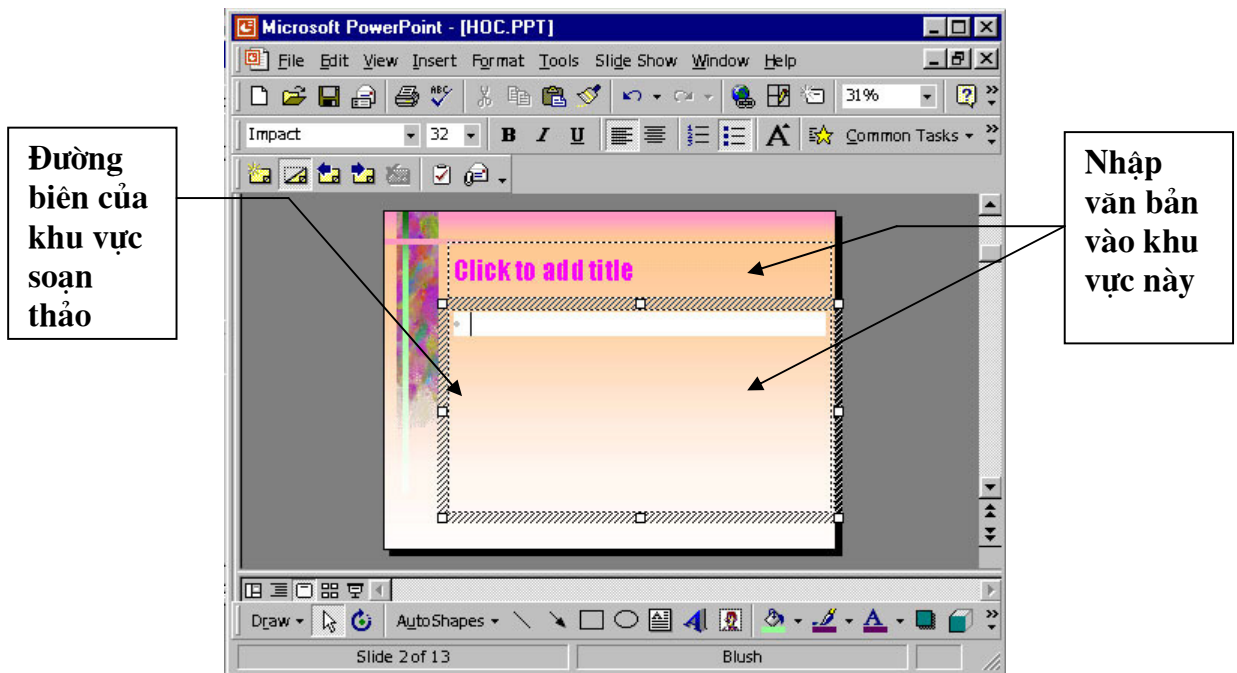 Microsoft PowerPoint - [HOC.PPT]
File Edit View Insert Format Tools Slide Show Window Help
ABC
31%
Impact 32 B I U A Common Tasks
Đường
biên của
khu vực
soạn
thảo
Click to add title
Nhập
văn bản
vào khu
vực này
Draw AutoShapes A A
Slide 2 of 13 Blush